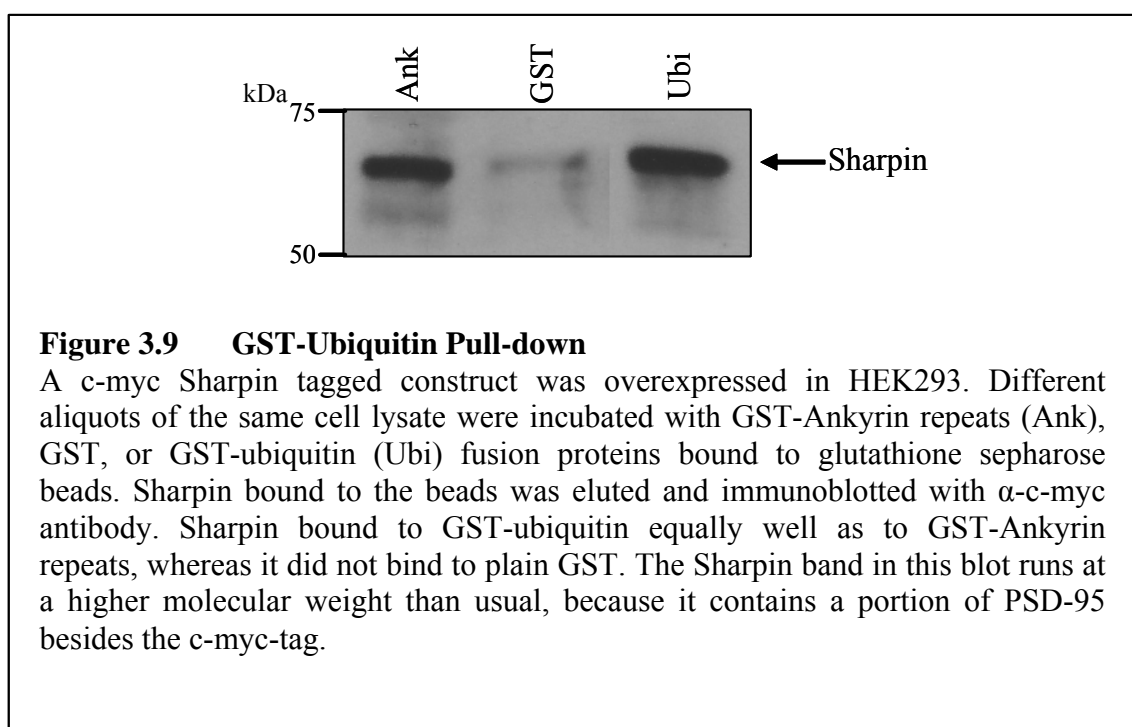 Ank GST Ubi
kDa
75
Sharpin
50
Figure 3.9 GST-Ubiquitin Pull-down
A c-myc Sharpin tagged construct was overexpressed in HEK293. Different
aliquots of the same cell lysate were incubated with GST-Ankyrin repeats (Ank),
GST, or GST-ubiquitin (Ubi) fusion proteins bound to glutathione sepharose
beads. Sharpin bound to the beads was eluted and immunoblotted with α-c-myc
antibody. Sharpin bound to GST-ubiquitin equally well as to GST-Ankyrin
repeats, whereas it did not bind to plain GST. The Sharpin band in this blot runs at
a higher molecular weight than usual, because it contains a portion of PSD-95
besides the c-myc-tag.